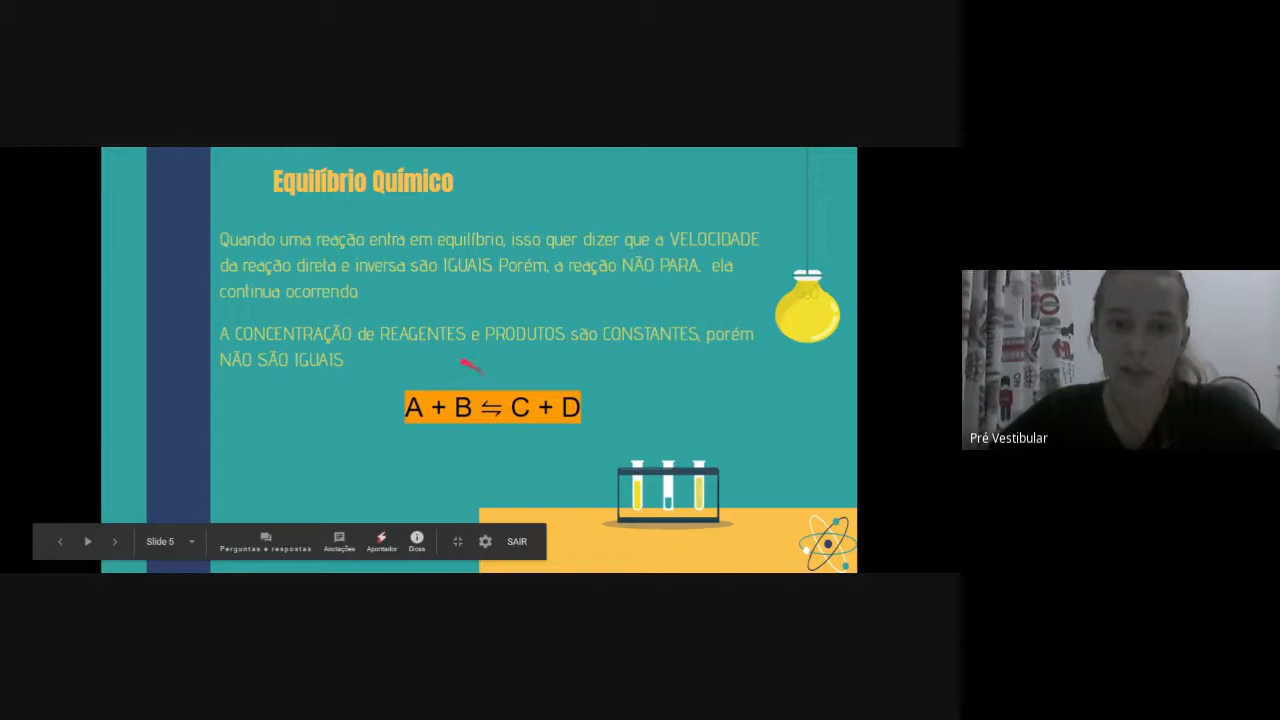 Equilíbrio Químico
Quando uma reação entra em equilíbrio, isso quer dizer que a VELOCIDADE
da reação direta e inversa são IGUAIS Porém, a reação NÃO PARA, ela
continua ocorrendo
A CONCENTRAÇÃO de REAGENTES e PRODUTOS são CONSTANTES, porém
NÃO SÃO IGUAIS
A + B ⇋ C + D
Pré Vestibular
Slide 5
Perguntas e respostas
Anotações
Apontador
Dicas
SAIR